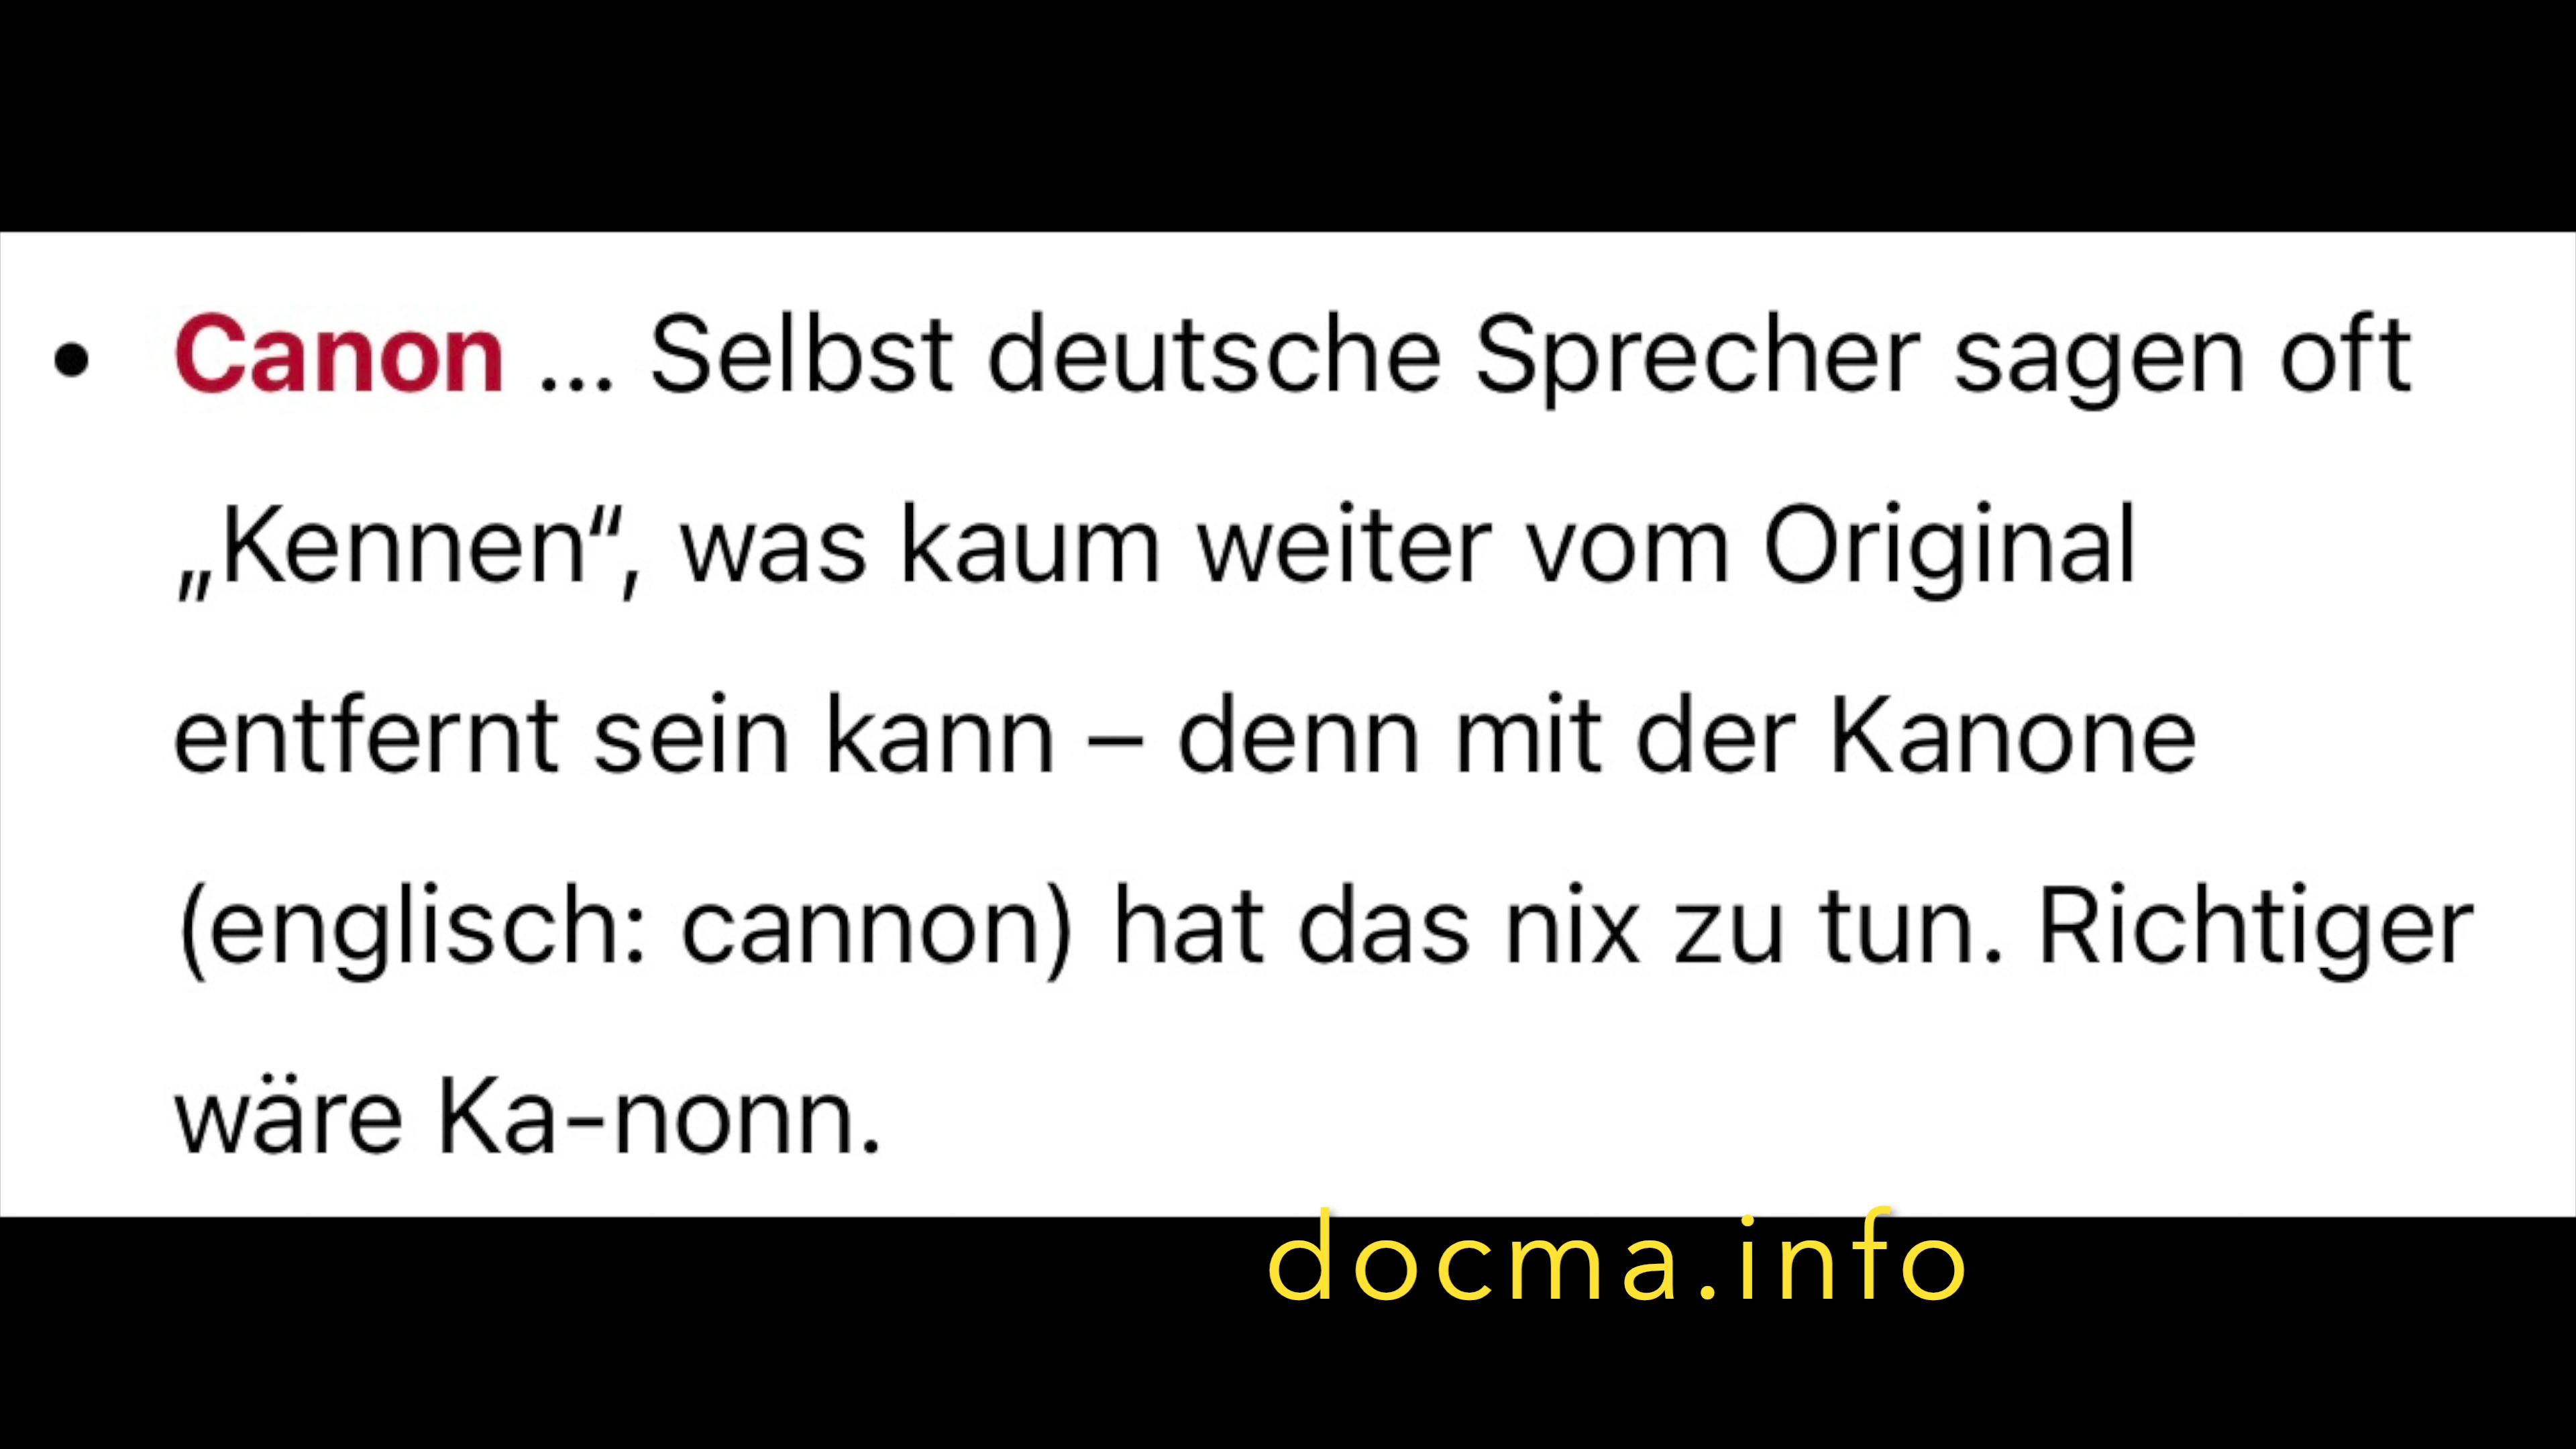 • Canon ... Selbst deutsche Sprecher sagen oft
„Kennen“, was kaum weiter vom Original
entfernt sein kann – denn mit der Kanone
(englisch: cannon) hat das nix zu tun. Richtiger
wäre Ka-nonn.
docma.info